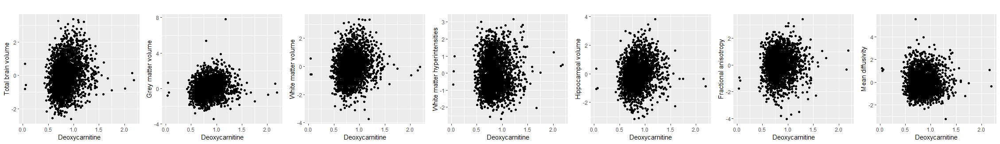 Total brain volume
2
0
-2
0.0 0.5 1.0 1.5 2.0
Deoxycarnitine
Grey matter volume
8
4
0
-4
0.0 0.5 1.0 1.5 2.0
Deoxycarnitine
White matter volume
2
0
-2
-4
0.0 0.5 1.0 1.5 2.0
Deoxycarnitine
White matter hyperintensities
3
2
1
0
-1
-2
0.0 0.5 1.0 1.5 2.0
Deoxycarnitine
Hippocampal volume
4
2
0
-2
0.0 0.5 1.0 1.5 2.0
Deoxycarnitine
Fractional anisotropy
2
0
-2
-4
0.0 0.5 1.0 1.5 2.0
Deoxycarnitine
Mean diffusivity
4
2
0
-2
0.0 0.5 1.0 1.5 2.0
Deoxycarnitine